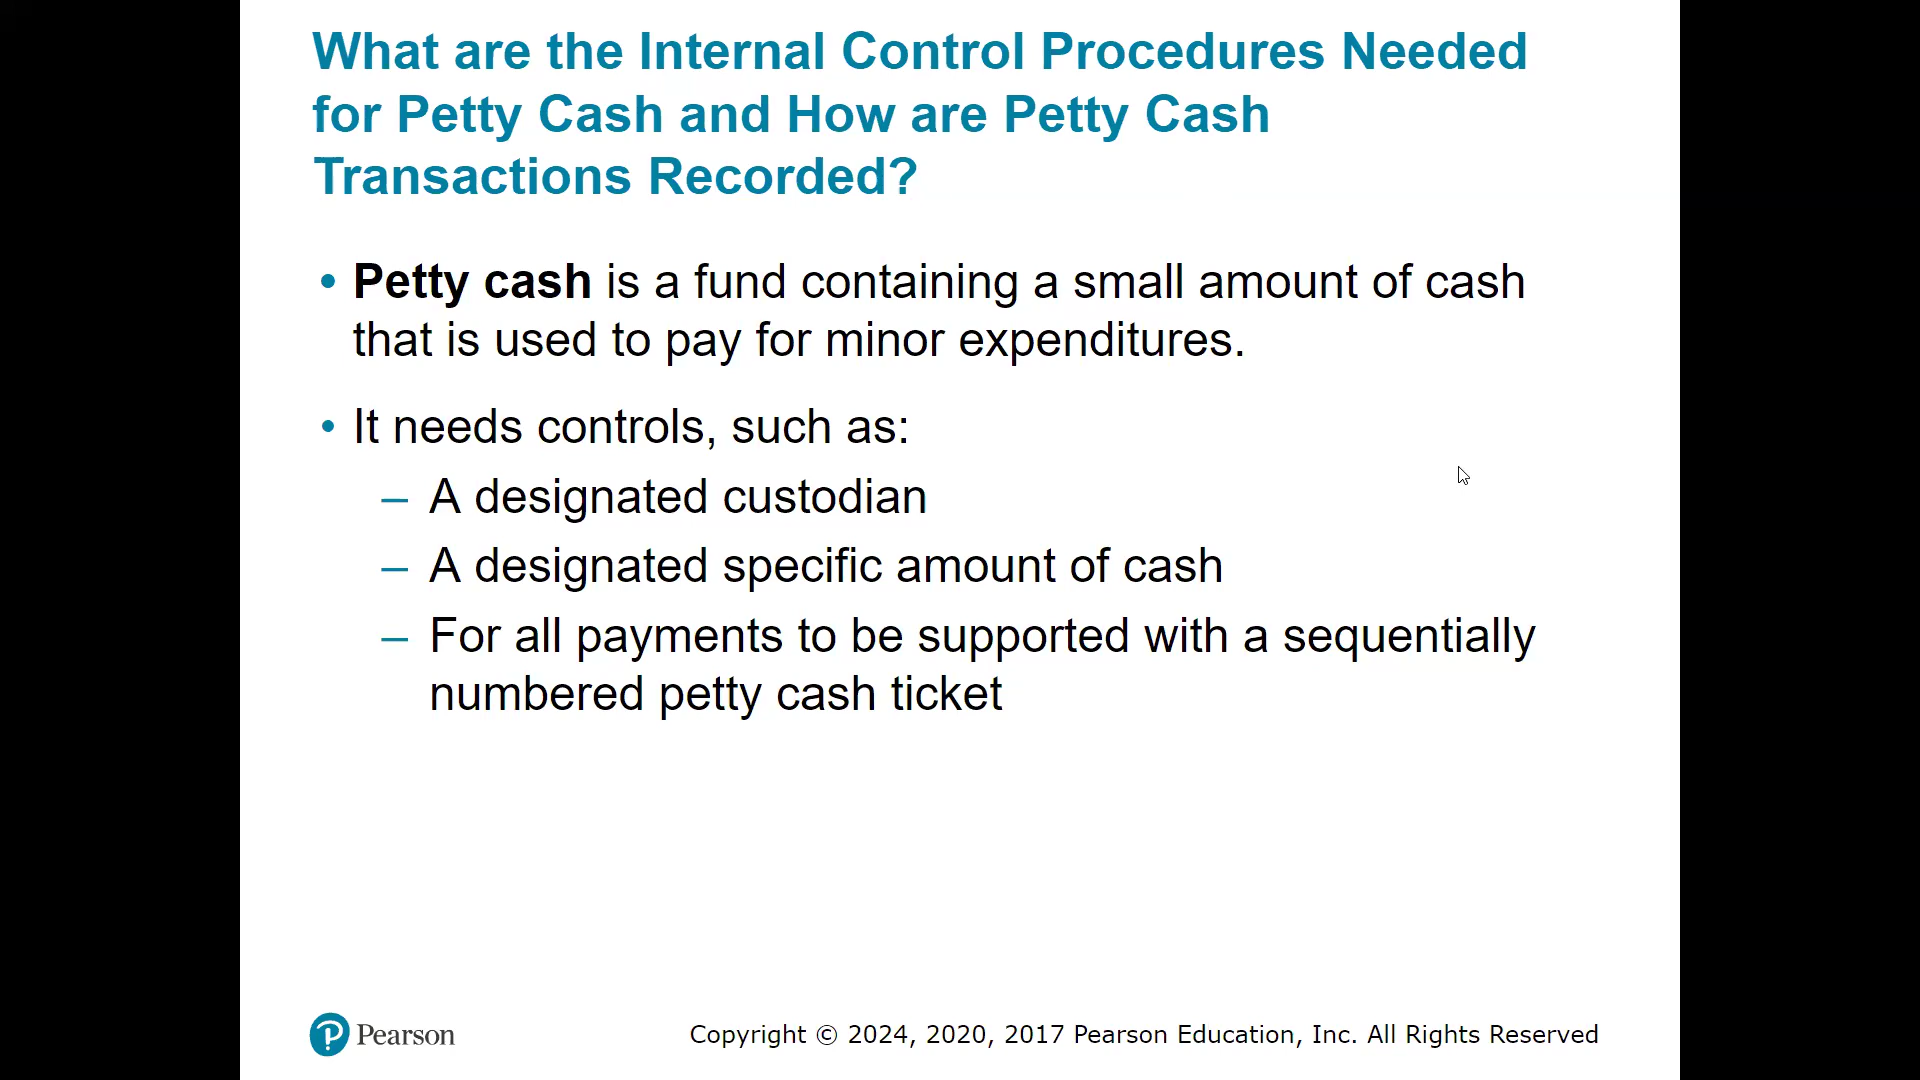 What are the Internal Control Procedures Needed
for Petty Cash and How are Petty Cash
Transactions Recorded?
• Petty cash is a fund containing a small amount of cash
that is used to pay for minor expenditures.
• It needs controls, such as:
– A designated custodian
– A designated specific amount of cash
– For all payments to be supported with a sequentially
numbered petty cash ticket
Pearson
Copyright © 2024, 2020, 2017 Pearson Education, Inc. All Rights Reserved